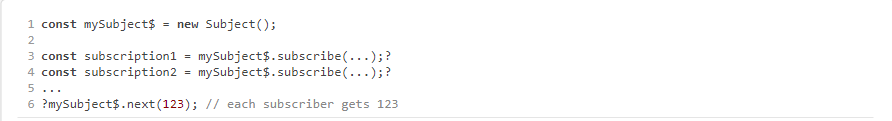 1 const mySubject$ = new Subject();
2
3 const subscription1 = mySubject$.subscribe(...);?
4 const subscription2 = mySubject$.subscribe(...);?
5 ...
6 ?mySubject$.next(123); // each subscriber gets 123